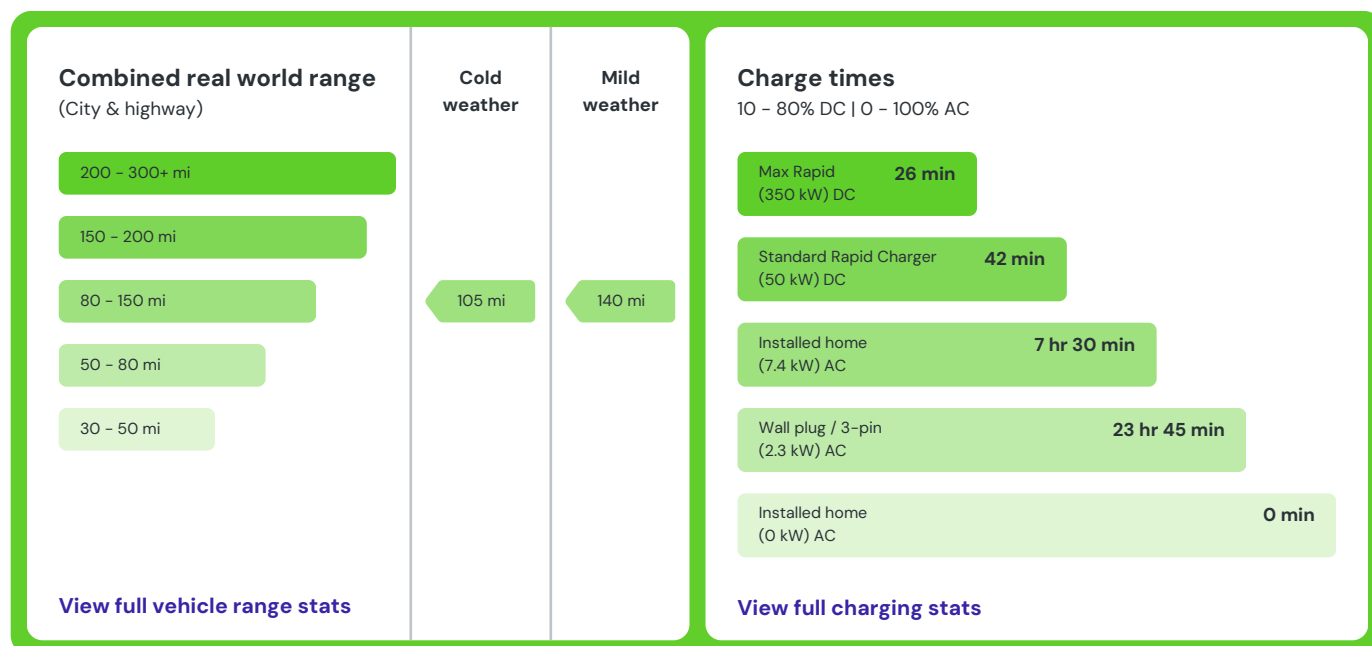 Combined real world range
(City & highway)
Cold
weather
Mild
weather
200 - 300+ mi
150 - 200 mi
80 - 150 mi
105 mi
140 mi
50 - 80 mi
30 - 50 mi
View full vehicle range stats
Charge times
10 - 80% DC | 0 - 100% AC
Max Rapid
(350 kW) DC
26 min
Standard Rapid Charger
(50 kW) DC
42 min
Installed home
(7.4 kW) AC
7 hr 30 min
Wall plug / 3-pin
(2.3 kW) AC
23 hr 45 min
Installed home
(0 kW) AC
0 min
View full charging stats